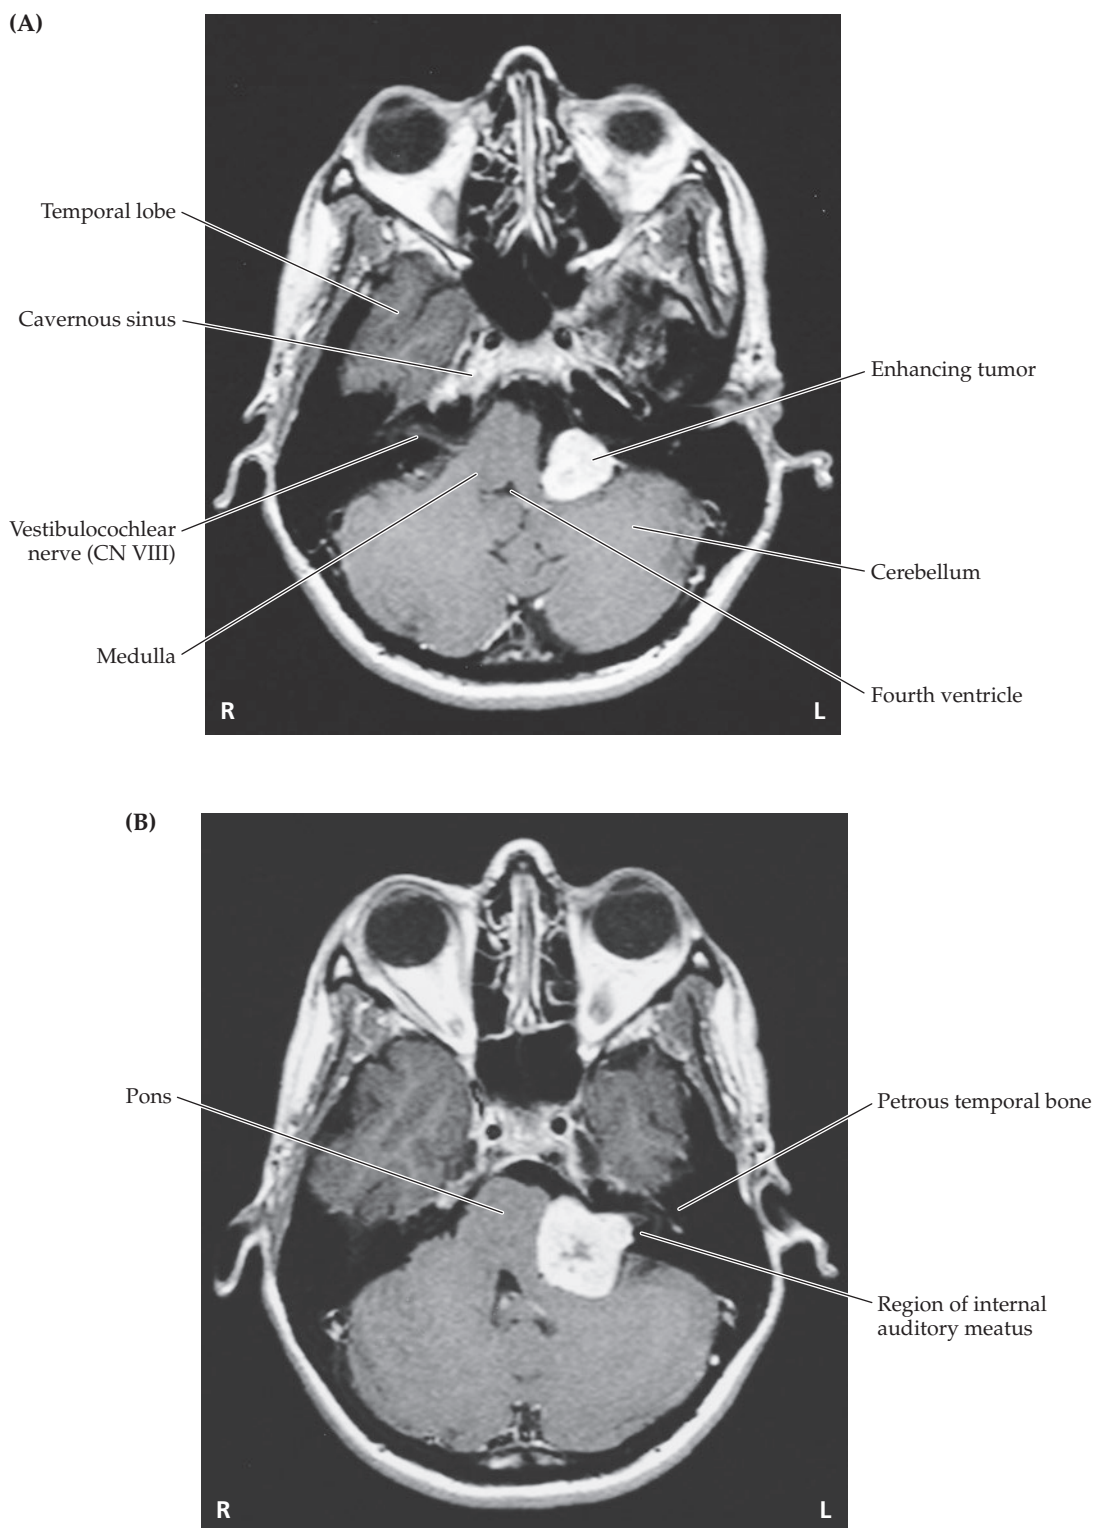 (A)
Temporal lobe
Cavernous sinus
Enhancing tumor
Vestibulocochlear
nerve (CN VIII)
Cerebellum
Medulla
Fourth ventricle
R
L
(B)
Pons
Petrous temporal bone
Region of internal
auditory meatus
R
L